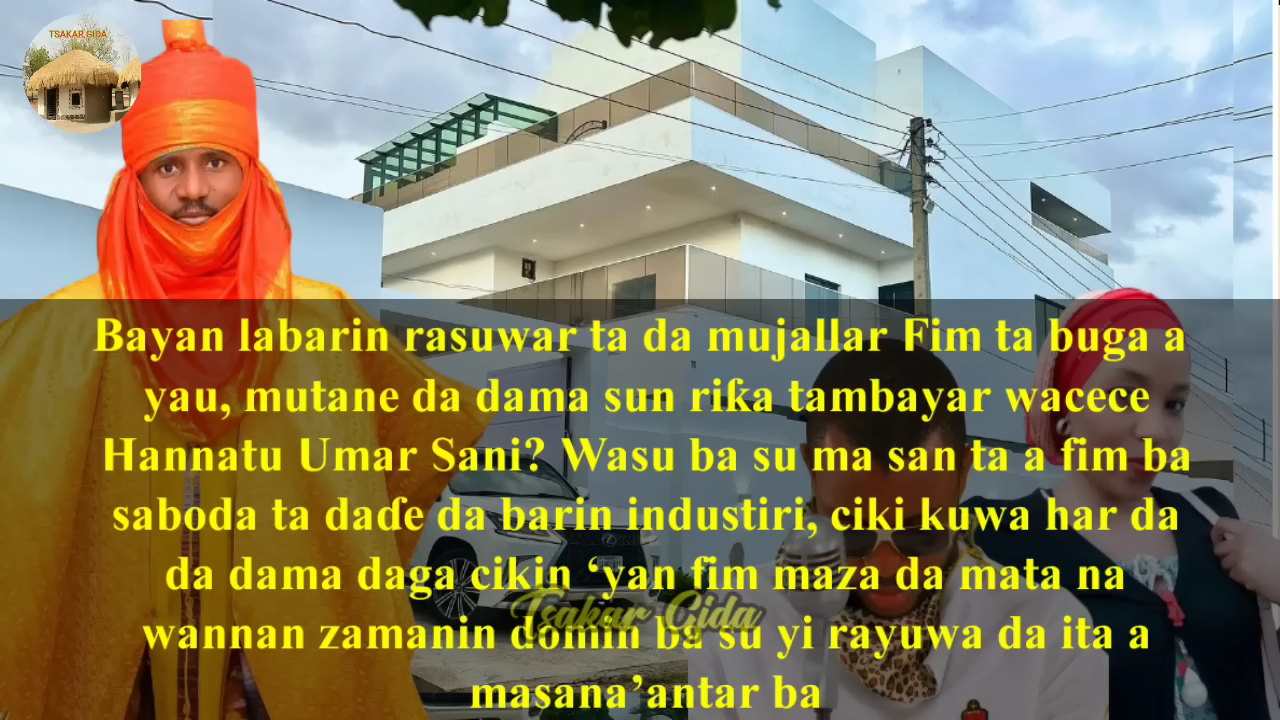 TSAKAR GIDA
Bayan labarin rasuwar ta da mujallar Fim ta buga a
yau, mutane da dama sun riƙa tambayar wacece
Hannatu Umar Sani? Wasu ba su ma san ta a fim ba
saboda ta daɗe da barin industiri, ciki kuwa har da
da dama daga cikin ‘yan fim maza da mata na
wannan zamanin domin ba su yi rayuwa da ita a
masana’antar ba
Tsakar Gida